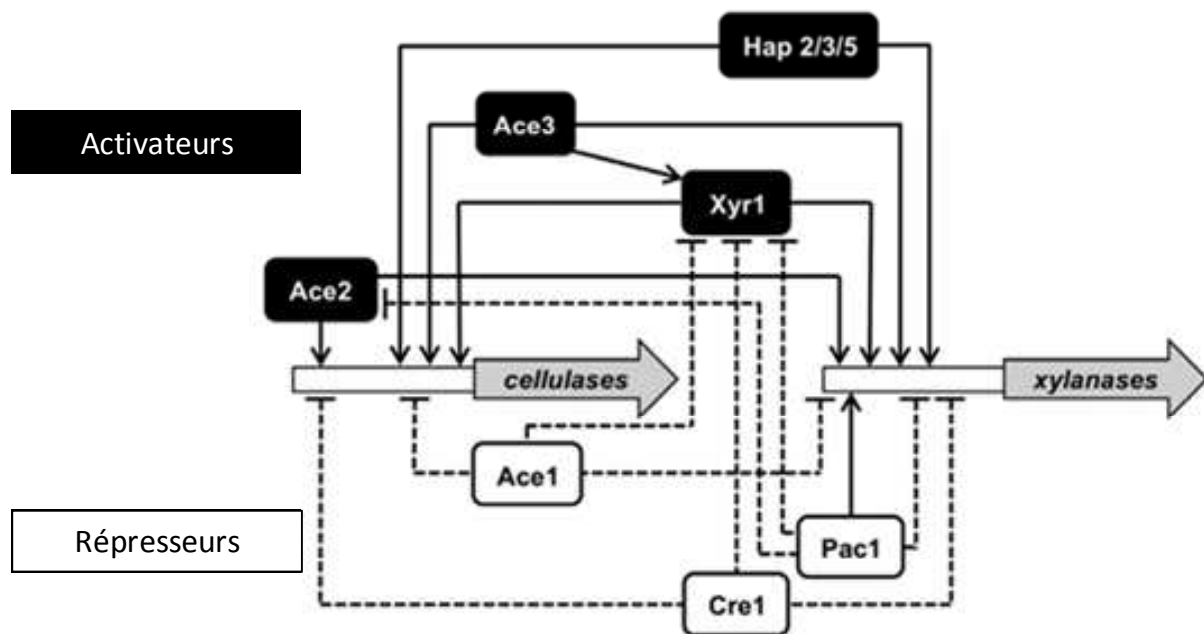 Hap 2/3/5
Activateurs
Ace3
Xyr1
Ace2
cellulases
xylanases
Ace1
Répresseurs
Pac1
Cre1